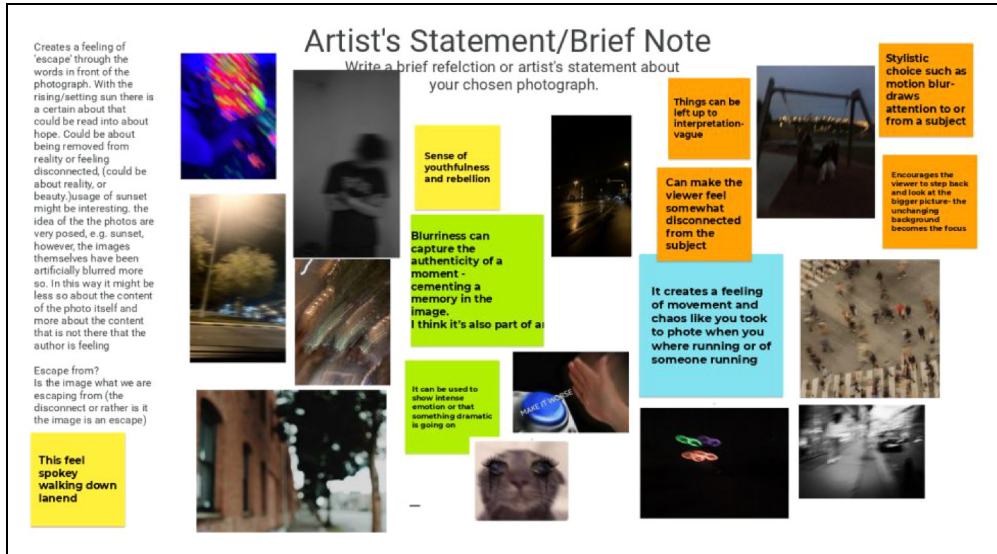 Artist's Statement/Brief Note
Write a brief refelction or artist's statement about
your chosen photograph.
Creates a feeling of
'escape' through the
words in front of the
photograph. With the
rising/setting sun there is
a certain about that
could be read into about
hope. Could be about
being removed from
reality or feeling
disconnected, (could be
about reality, or
beauty.)usage of sunset
might be interesting. the
idea of the the photos are
very posed, e.g. sunset,
however, the images
themselves have been
artificially blurred more
so. In this way it might be
less so about the content
of the photo itself and
more about the content
that is not there that the
author is feeling
Escape from?
Is the image what we are
escaping from (the
disconnect or rather is it
the image is an escape)
This feel
spokey
walking down
lanend
Sense of
youthfulness
and rebellion
Blurriness can
capture the
authenticity of a
moment -
cementing a
memory in the
image.
I think it's also part of
It can be used to
show intense
emotion or that
something dramatic
is going on
MAKE IT WORSE
Things can be
left up to
interpretation-
vague
Can make the
viewer feel
somewhat
disconnected
from the
subject
It creates a feeling
of movement and
chaos like you took
to phote when you
where running or of
someone running
Stylistic
choice such as
motion blur-
draws
attention to or
from a subject
Encourages the
viewer to step back
and look at the
bigger picture- the
unchanging
background
becomes the focus